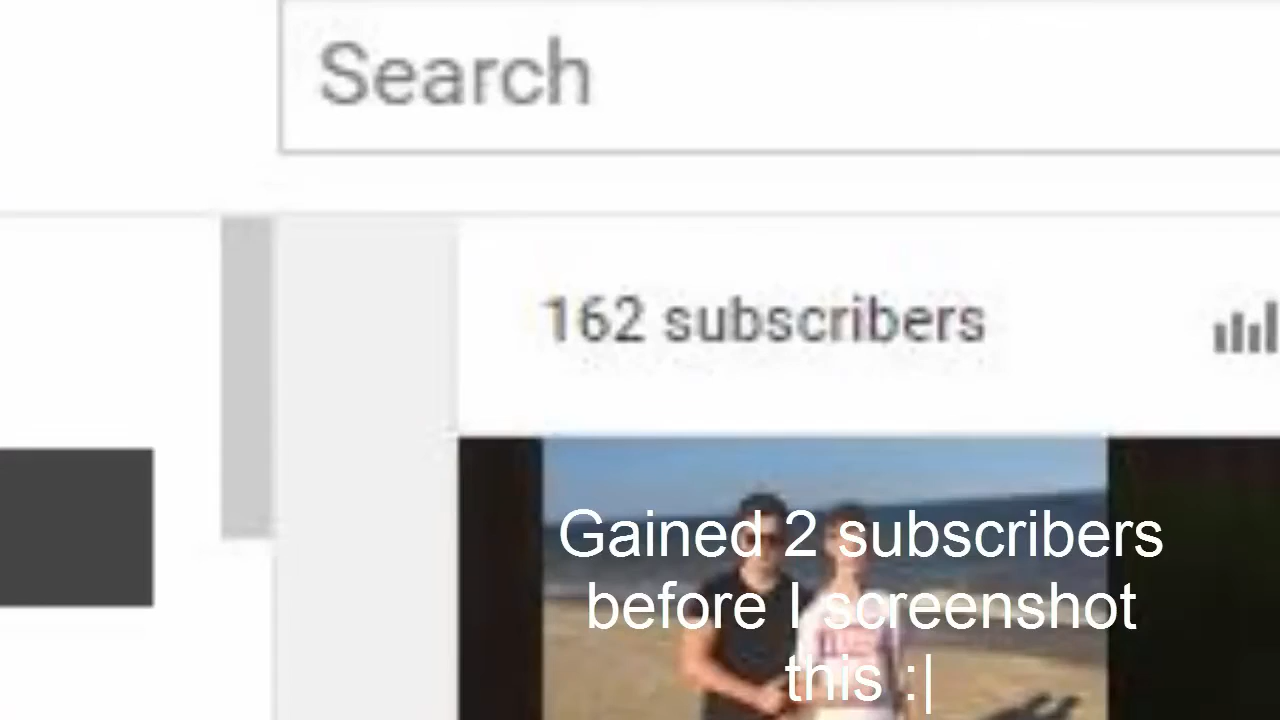 Search
162 subscribers
Gained 2 subscribers
before I screenshot
this :|